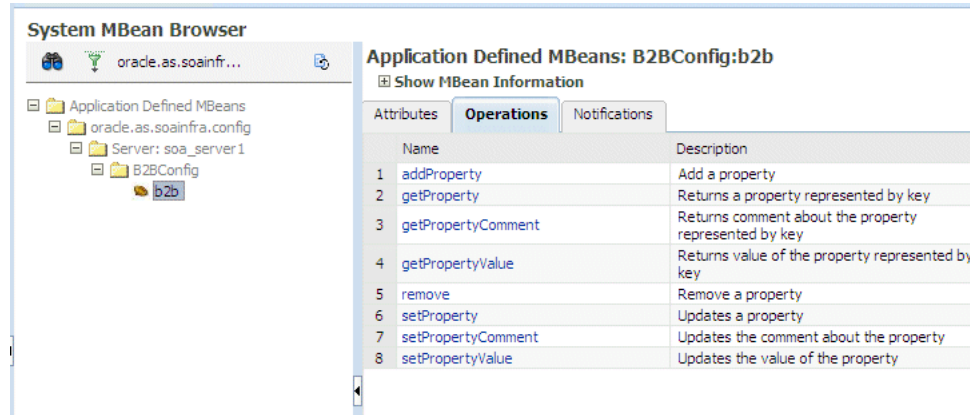 System MBean Browser
oracle.as.soainfr...
Application Defined MBeans
oracle.as.soainfra.config
Server: soa_server1
B2BConfig
b2b
Application Defined MBeans: B2BConfig:b2b
Show MBean Information
Attributes Operations Notifications
Name Description
1 addProperty Add a property
2 getProperty Returns a property represented by key
3 getPropertyComment Returns comment about the property
represented by key
4 getPropertyValue Returns value of the property represented by
key
5 remove Remove a property
6 setProperty Updates a property
7 setPropertyComment Updates the comment about the property
8 setPropertyValue Updates the value of the property